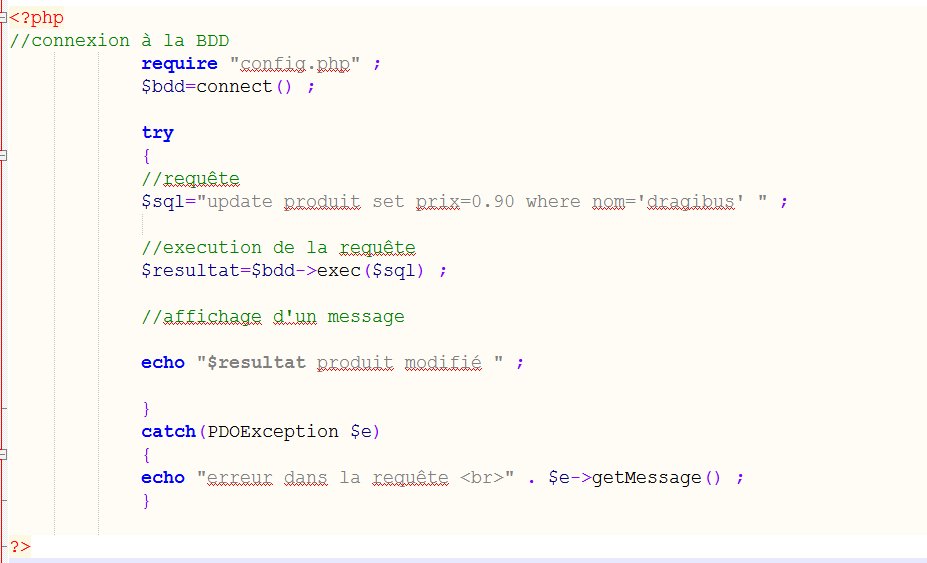 <?php
//connexion à la BDD
require "config.php" ;
$bdd=connect() ;
try
{
//requête
$sql="update produit set prix=0.90 where nom='dragibus' " ;
//execution de la requête
$resultat=$bdd->exec($sql) ;
//affichage d'un message
echo "$resultat produit modifié " ;
}
catch(PDOException $e)
{
echo "erreur dans la requête <br>" . $e->getMessage() ;
}
?>